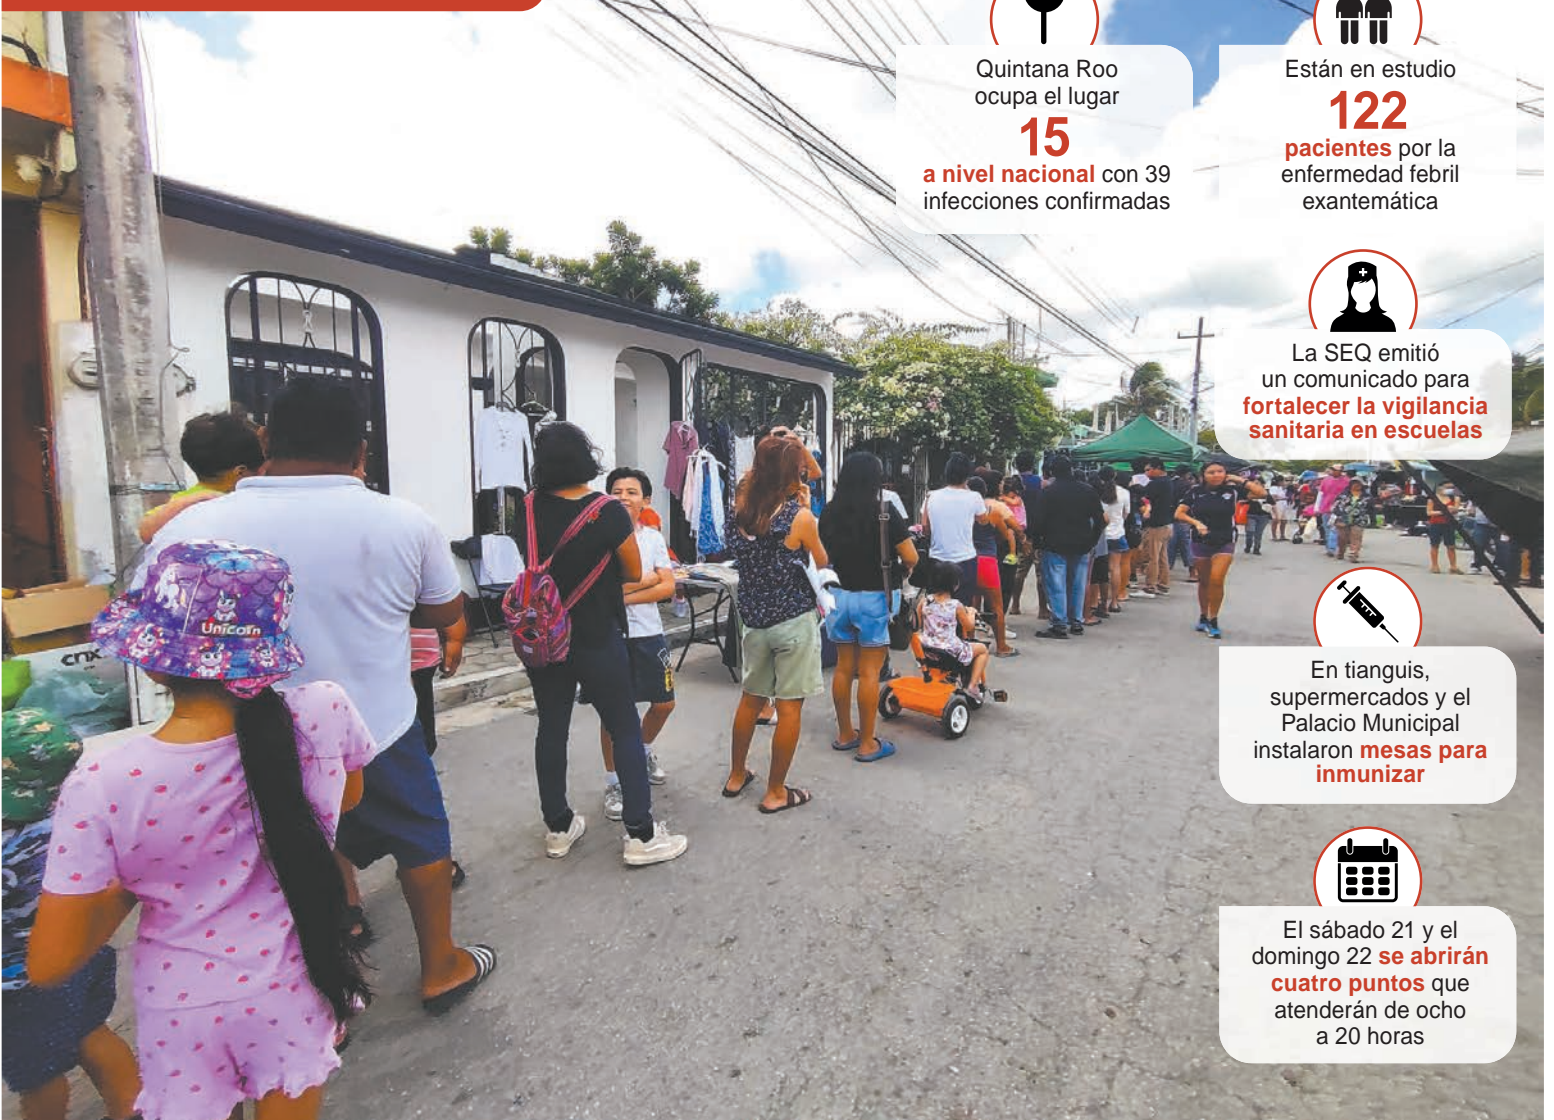 Quintana Roo
ocupa el lugar
15
a nivel nacional con 39
infecciones confirmadas
Están en estudio
122
pacientes por la
enfermedad febril
exantemática
La SEQ emitió
un comunicado para
fortalecer la vigilancia
sanitaria en escuelas
En tianguis,
supermercados y el
Palacio Municipal
instalaron mesas para
inmunizar
El sábado 21 y el
domingo 22 se abrirán
cuatro puntos que
atenderán de ocho
a 20 horas
Unicorn